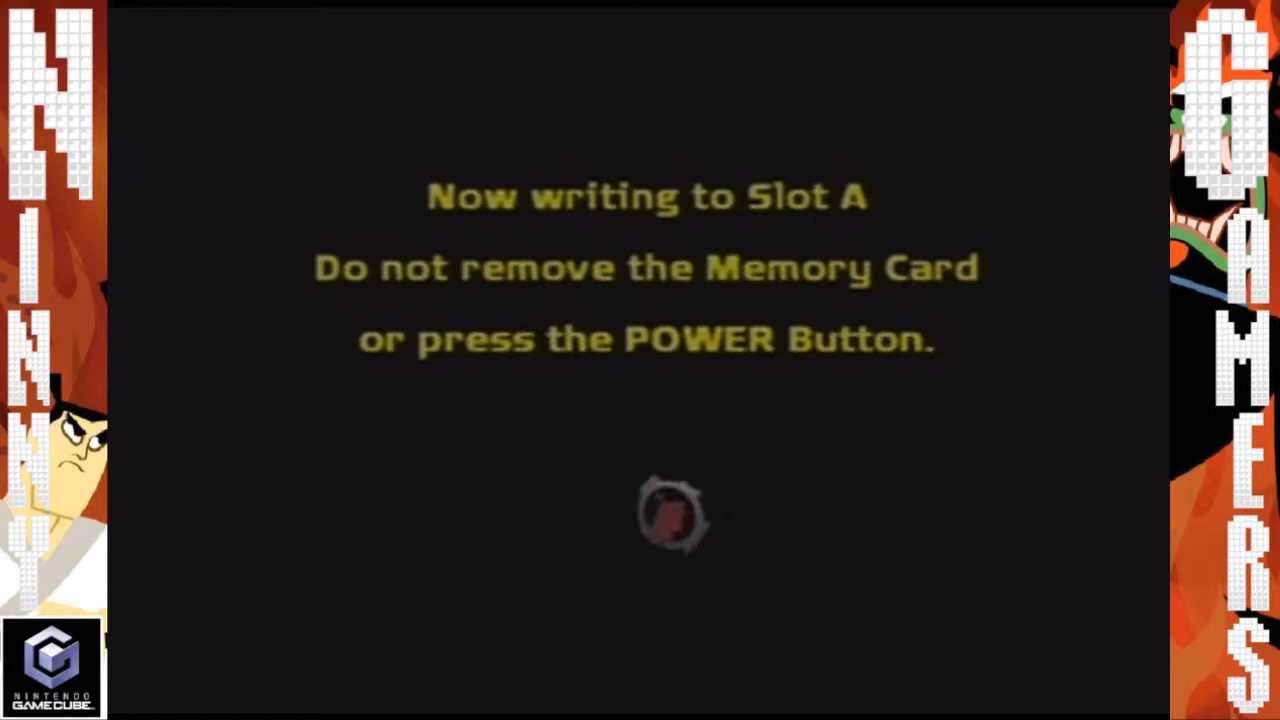 NINNY
Now writing to Slot A
Do not remove the Memory Card
or press the POWER Button.
NINTENDO
GAMECUBE
GAMERS